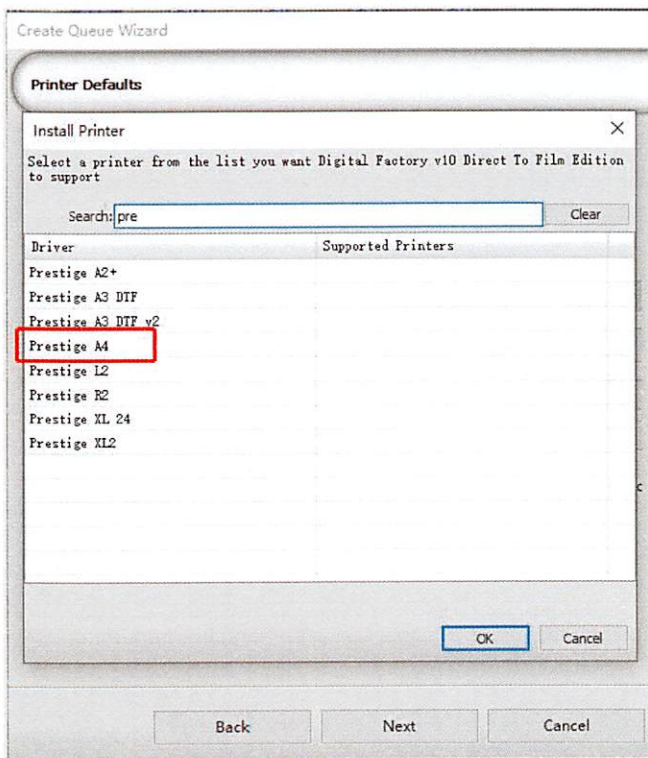 Create Queue Wizard
Printer Defaults
Install Printer
Select a printer from the list you want Digital Factory v10 Direct To Film Edition
to support
Search: pre Clear
Driver Supported Printers
Prestige A2+
Prestige A3 DTF
Prestige A3 DTF v2
Prestige A4
Prestige L2
Prestige R2
Prestige XL 24
Prestige XL2
c
OK Cancel
Back Next Cancel